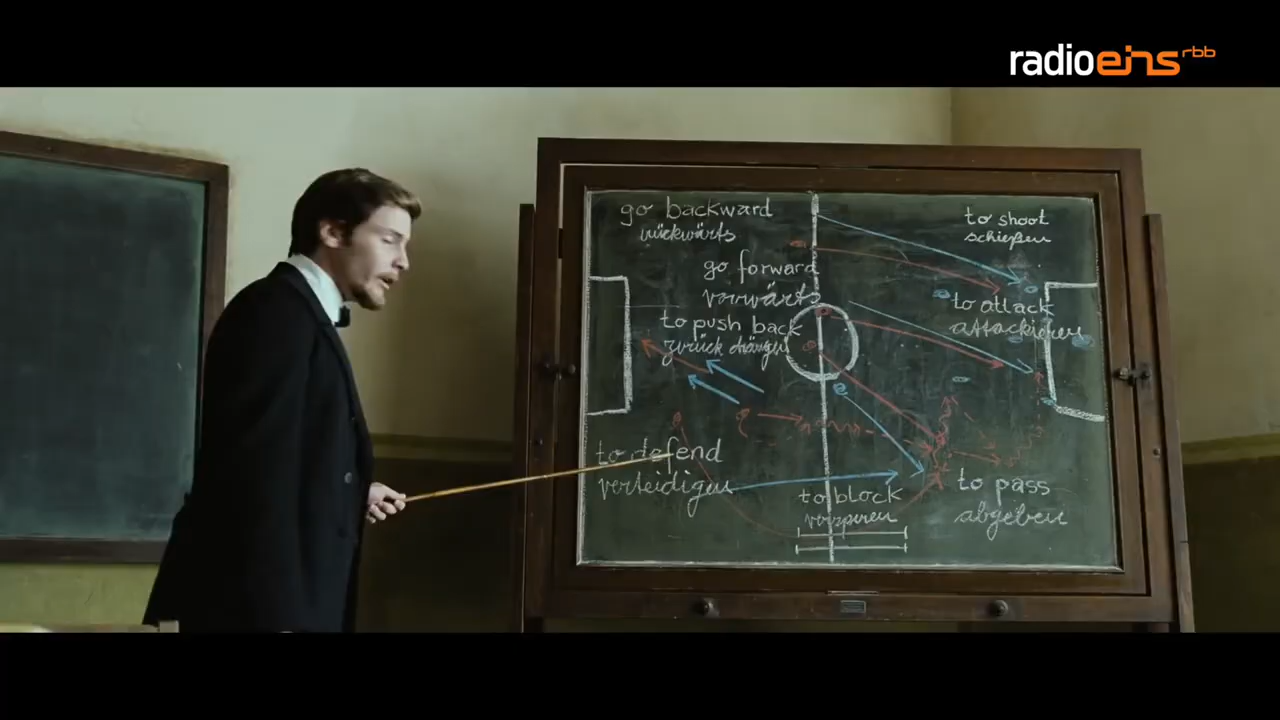 radioeins rbb
go backward
rückwärts
to shoot
schießen
go forward
vorwärts
to attack
attackieren
to push back
zurück drängen
to defend
verteidigen
to block
versperren
to pass
abgeben